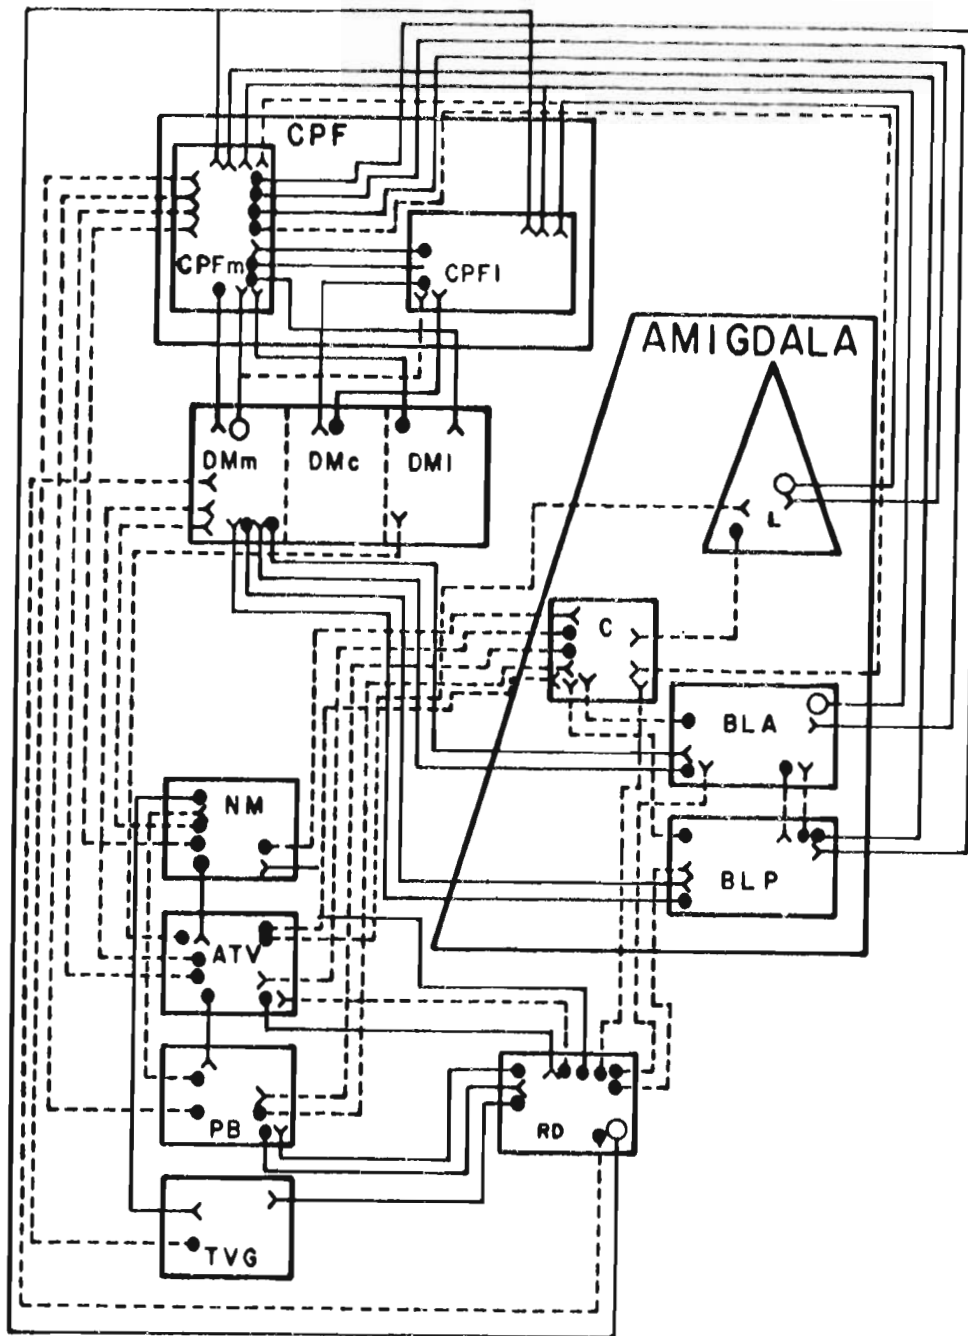 CPF
CPFm
CPFl
AMIGDALA
DMm
DMc
DMl
L
C
BLA
NM
BLP
ATV
PB
RD
TVG